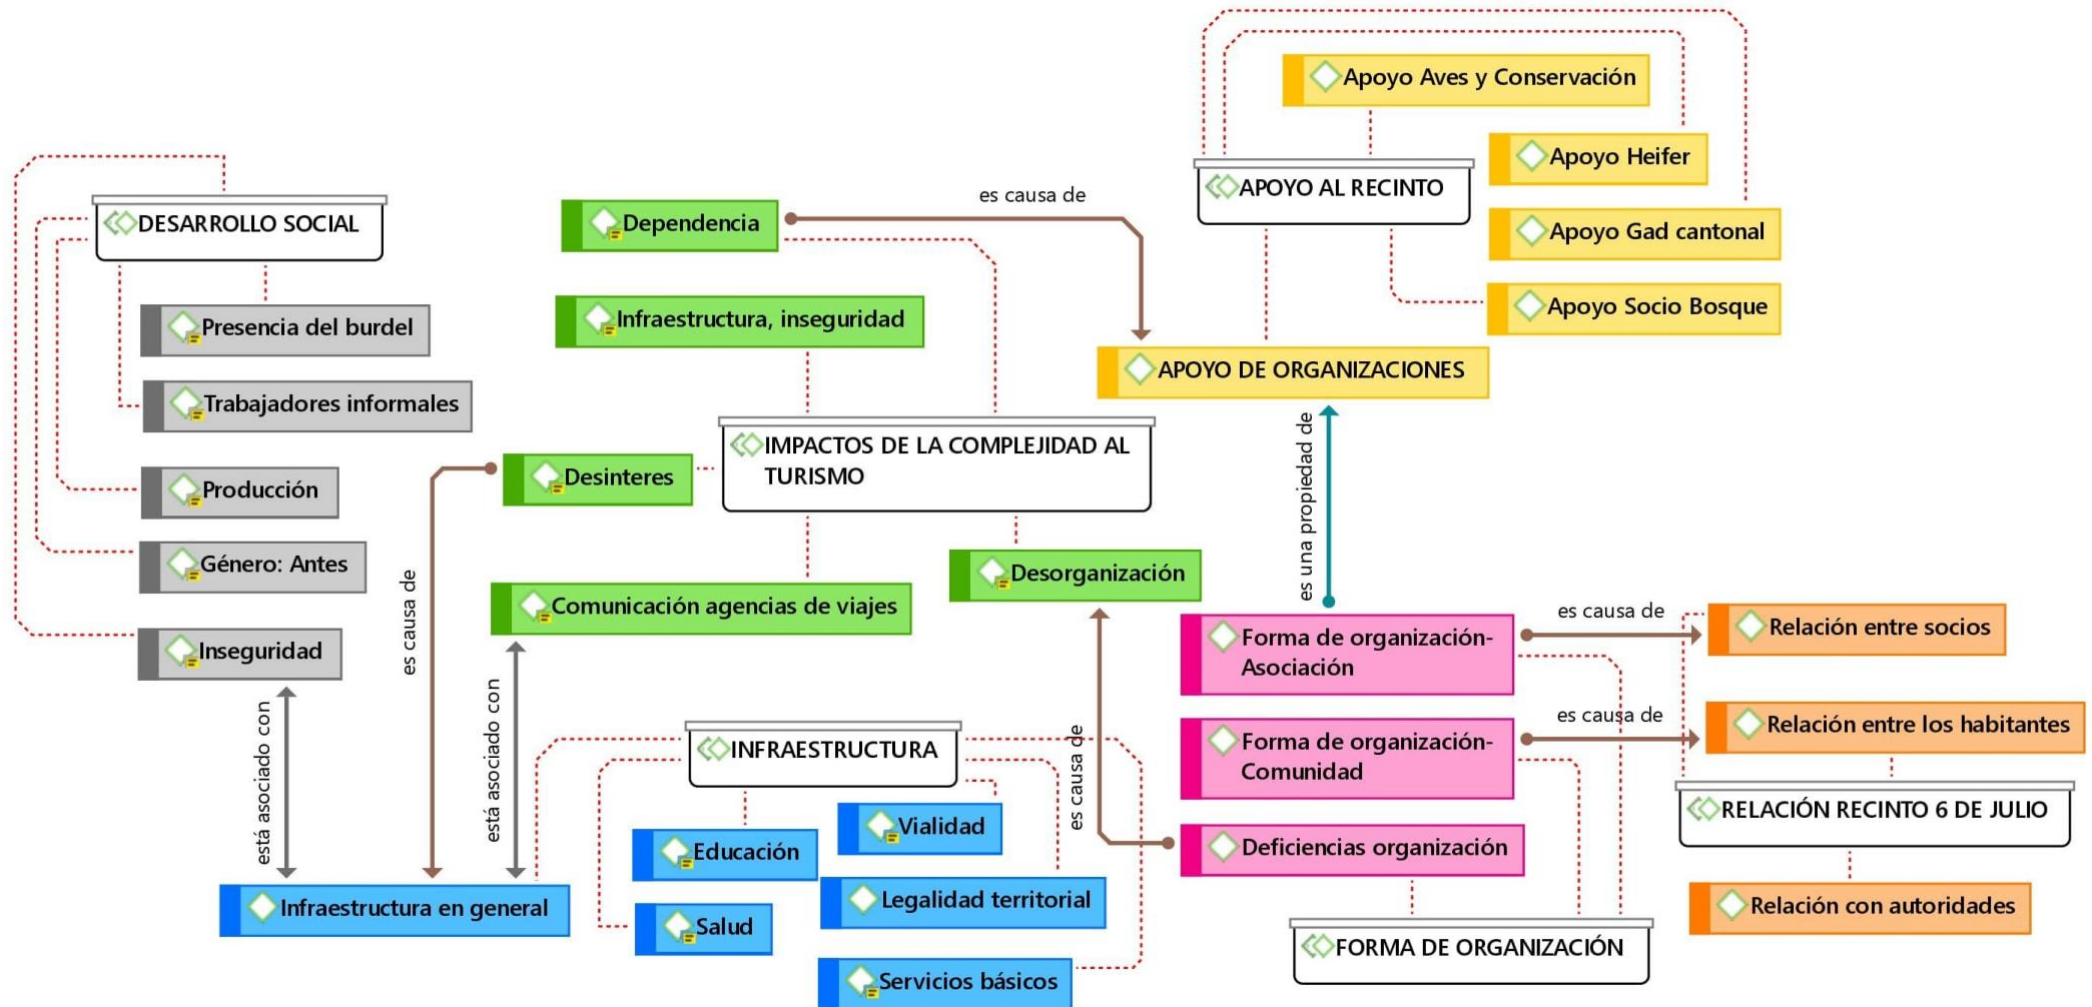 Apoyo Aves y Conservación
Apoyo Heifer
APOYO AL RECINTO
es causa de
Dependencia
DESARROLLO SOCIAL
Apoyo Gad cantonal
Apoyo Socio Bosque
Presencia del burdel
Infraestructura, inseguridad
APOYO DE ORGANIZACIONES
Trabajadores informales
IMPACTOS DE LA COMPLEJIDAD AL
TURISMO
Desinteres
Producción
es una propiedad de
Género: Antes
Desorganización
Comunicación agencias de viajes
es causa de
es causa de
Forma de organización-
Asociación
Relación entre socios
Inseguridad
está asociado con
está asociado con
es causa de
es causa de
Forma de organización-
Comunidad
Relación entre los habitantes
INFRAESTRUCTURA
RELACIÓN RECINTO 6 DE JULIO
Vialidad
Educación
Deficiencias organización
Infraestructura en general
Legalidad territorial
Relación con autoridades
Salud
FORMA DE ORGANIZACIÓN
Servicios básicos